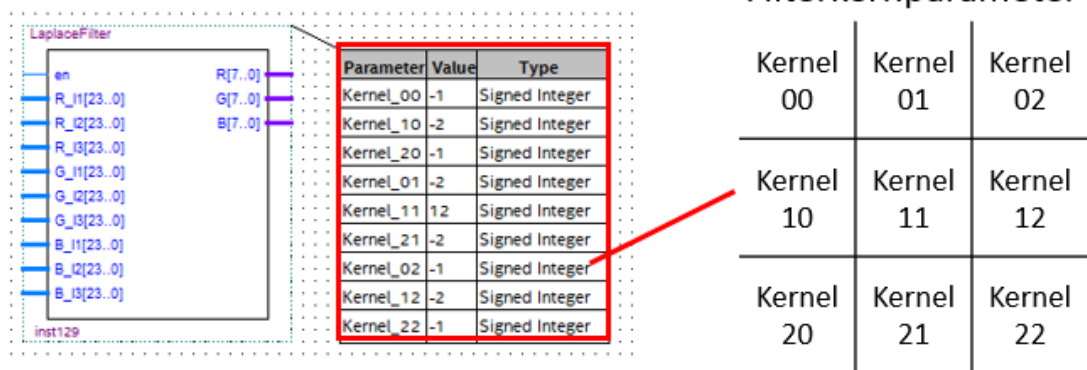 LaplaceFilter
en R[7..0]
R_I1[23..0] G[7..0]
R_I2[23..0] B[7..0]
R_I3[23..0]
G_I1[23..0]
G_I2[23..0]
G_I3[23..0]
B_I1[23..0]
B_I2[23..0]
B_I3[23..0]
inst129
Parameter Value Type
Kernel_00 -1 Signed Integer
Kernel_10 -2 Signed Integer
Kernel_20 -1 Signed Integer
Kernel_01 -2 Signed Integer
Kernel_11 12 Signed Integer
Kernel_21 -2 Signed Integer
Kernel_02 -1 Signed Integer
Kernel_12 -2 Signed Integer
Kernel_22 -1 Signed Integer
Kernel Kernel Kernel
00 01 02
Kernel Kernel Kernel
10 11 12
Kernel Kernel Kernel
20 21 22